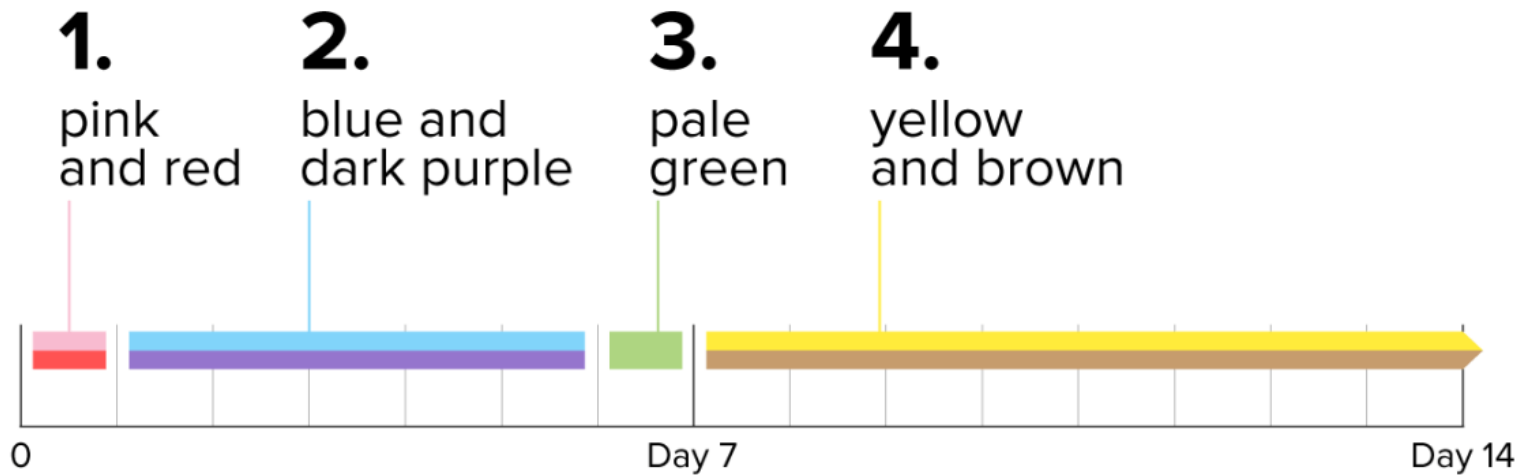 1.
pink
and red
2.
blue and
dark purple
3.
pale
green
4.
yellow
and brown
0
Day 7
Day 14